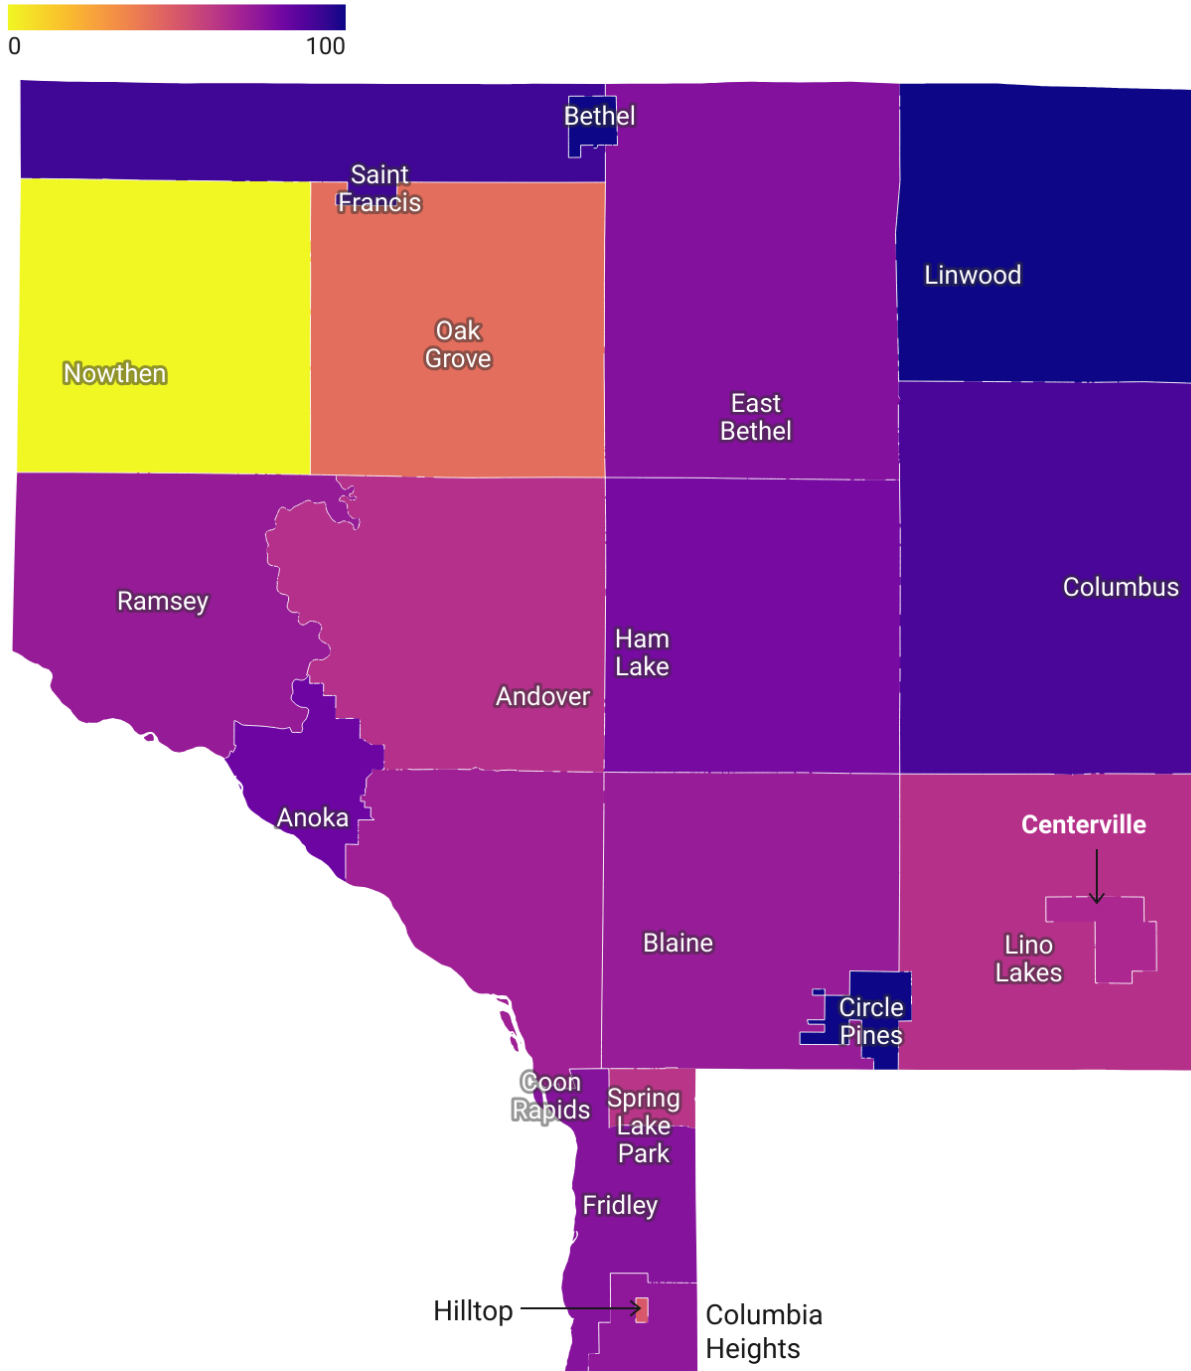 0 100
Bethel
Saint
Francis
Linwood
Oak
Grove
Nowthen
East
Bethel
Columbus
Ramsey
Ham
Lake
Andover
Anoka
Centerville
Blaine
Lino
Lakes
Circle
Pines
Coon
Rapids
Spring
Lake
Park
Fridley
Hilltop
Columbia
Heights